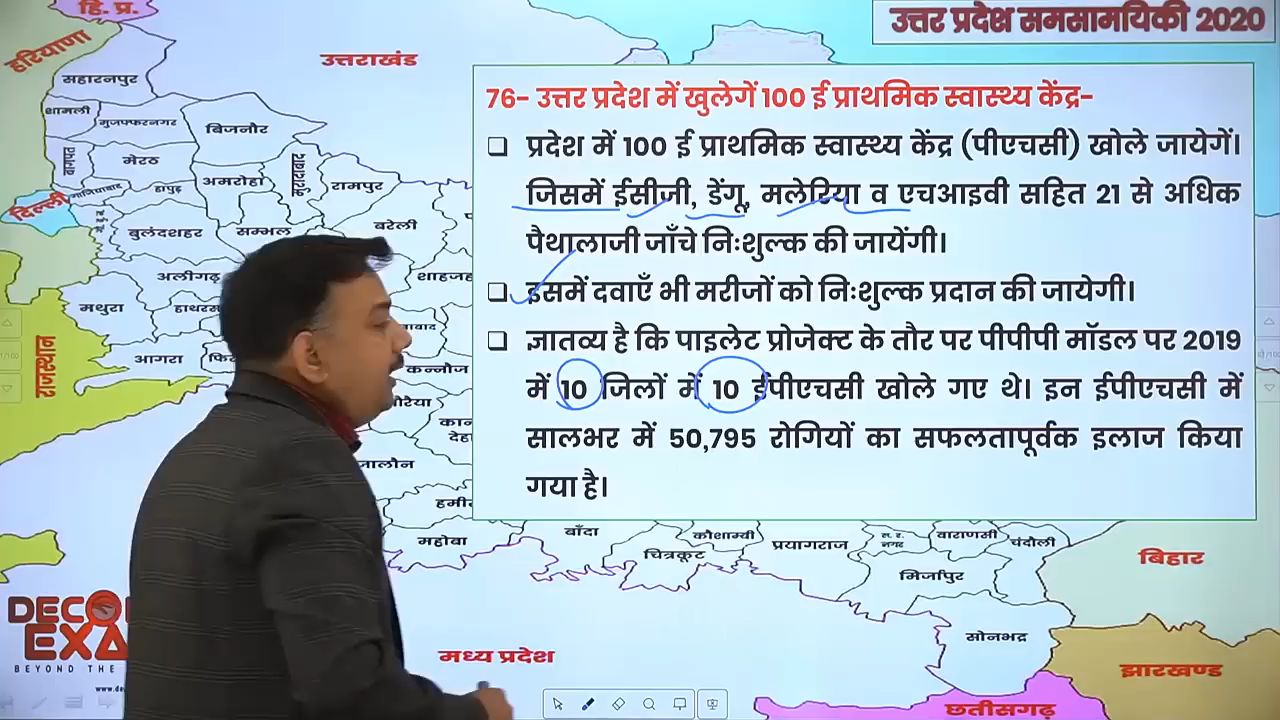 हि. प्र.
उत्तर प्रदेश समसामयिकी 2020
हरियाणा
उत्तराखंड
सहारनपुर
76- उत्तर प्रदेश में खुलेगें 100 ई प्राथमिक स्वास्थ्य केंद्र-
शामली
मुजफ्फरनगर
बिजनौर
प्रदेश में 100 ई प्राथमिक स्वास्थ्य केंद्र (पीएचसी) खोले जायेगें।
बागपत
मेरठ
अमरोहा
मुरादाबाद
रामपुर
जिसमें ईसीजी, डेंगू, मलेरिया व एचआइवी सहित 21 से अधिक
दिल्ली
गाजियाबाद
हापुड़
बुलंदशहर
सम्भल
बरेली
पैथालाजी जाँचे निःशुल्क की जायेंगी।
अलीगढ़
शाहजह
इसमें दवाएँ भी मरीजों को निःशुल्क प्रदान की जायेगी।
मथुरा
हाथरस
ज्ञातव्य है कि पाइलेट प्रोजेक्ट के तौर पर पीपीपी मॉडल पर 2019
राजस्थान
आगरा
फिर
कन्नौज
में 10 जिलों में 10 ईपीएचसी खोले गए थे। इन ईपीएचसी में
कान
देह
सालभर में 50,795 रोगियों का सफलतापूर्वक इलाज किया
जालौन
गया है।
हमीर
महोबा
बाँदा
कौशाम्बी
चित्रकूट
प्रयागराज
वाराणसी
चंदौली
मिर्जापुर
बिहार
सोनभद्र
DECO
EXA
BEYOND THE
मध्य प्रदेश
झारखण्ड
छत्तीसगढ़